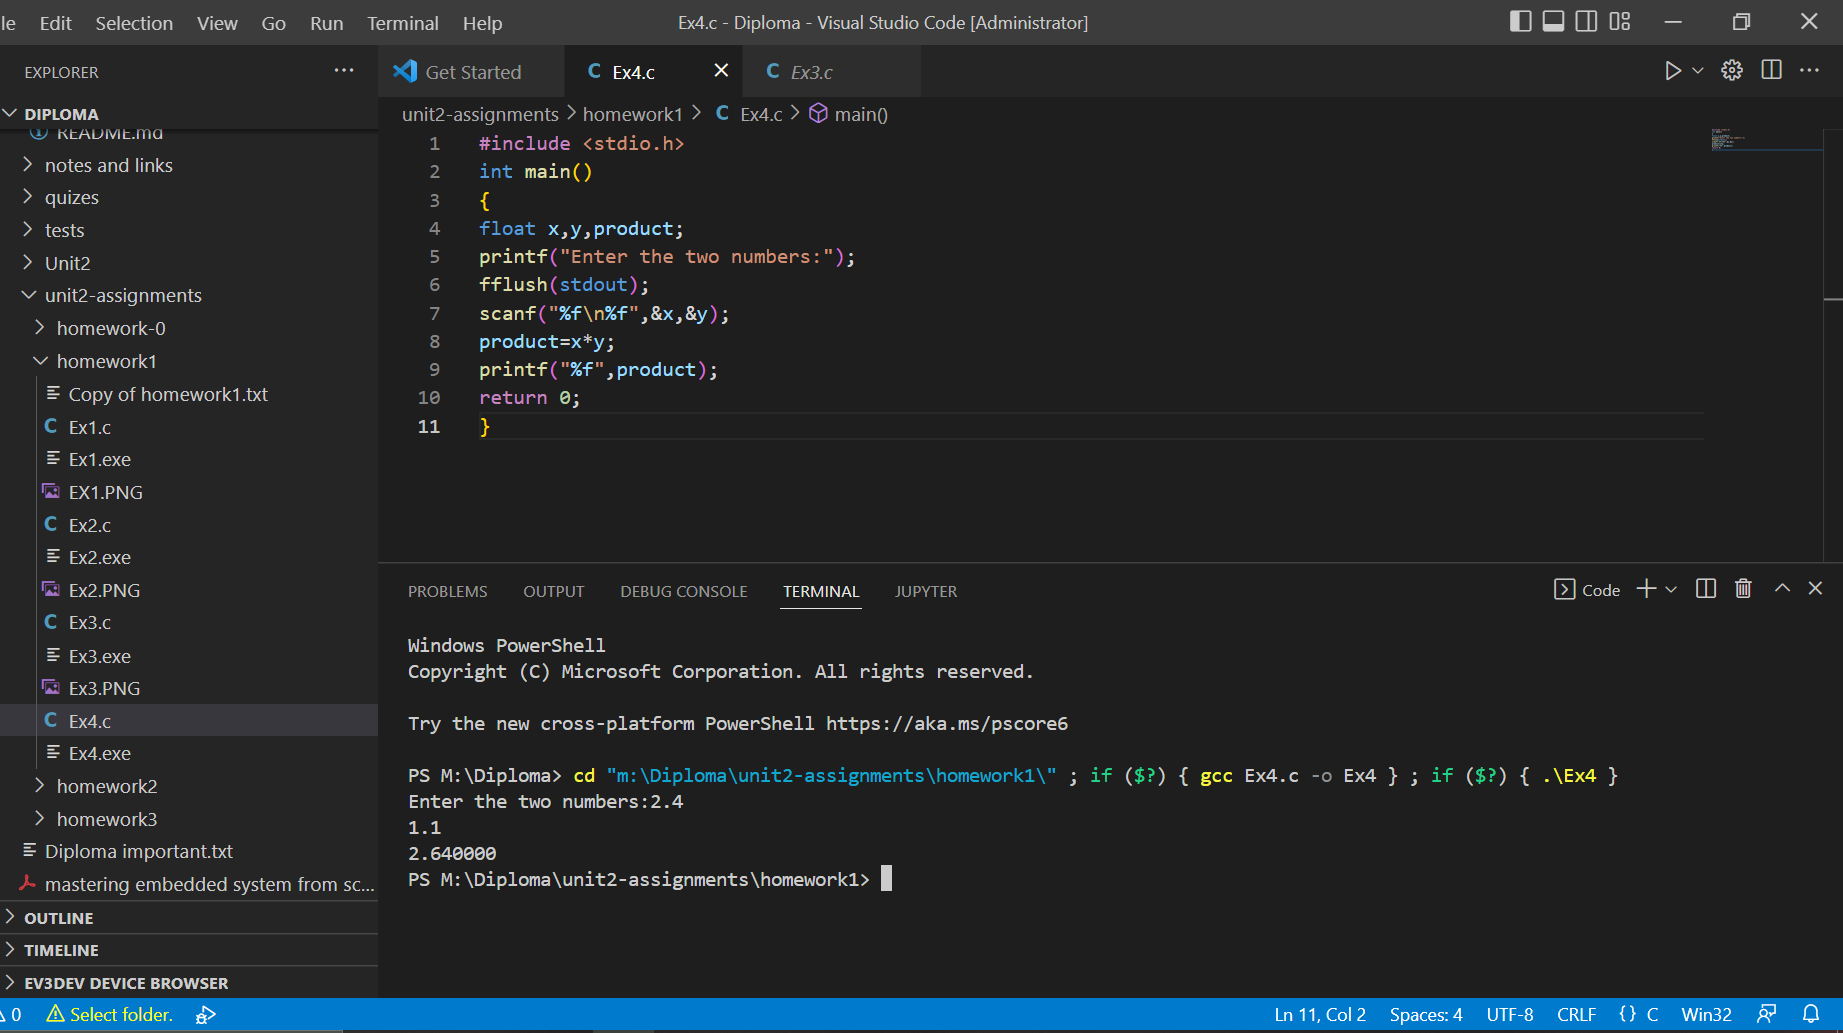 le Edit Selection View Go Run Terminal Help Ex4.c - Diploma - Visual Studio Code [Administrator]
EXPLORER ···
DIPLOMA
README.md
notes and links
quizes
tests
Unit2
unit2-assignments
homework-0
homework1
Copy of homework1.txt
Ex1.c
Ex1.exe
EX1.PNG
Ex2.c
Ex2.exe
Ex2.PNG
Ex3.c
Ex3.exe
Ex3.PNG
Ex4.c
Ex4.exe
homework2
homework3
Diploma important.txt
mastering embedded system from sc...
OUTLINE
TIMELINE
EV3DEV DEVICE BROWSER
Get Started C Ex4.c C Ex3.c
unit2-assignments > homework1 > C Ex4.c > main()
1 #include <stdio.h>
2 int main()
3 {
4 float x,y,product;
5 printf("Enter the two numbers:");
6 fflush(stdout);
7 scanf("%f\n%f",&x,&y);
8 product=x*y;
9 printf("%f",product);
10 return 0;
11 }
PROBLEMS OUTPUT DEBUG CONSOLE TERMINAL JUPYTER Code
Windows PowerShell
Copyright (C) Microsoft Corporation. All rights reserved.
Try the new cross-platform PowerShell https://aka.ms/pscore6
PS M:\Diploma> cd "m:\Diploma\unit2-assignments\homework1\" ; if ($?) { gcc Ex4.c -o Ex4 } ; if ($?) { .\Ex4 }
Enter the two numbers:2.4
1.1
2.640000
PS M:\Diploma\unit2-assignments\homework1>
0 Select folder. Ln 11, Col 2 Spaces: 4 UTF-8 CRLF {} C Win32